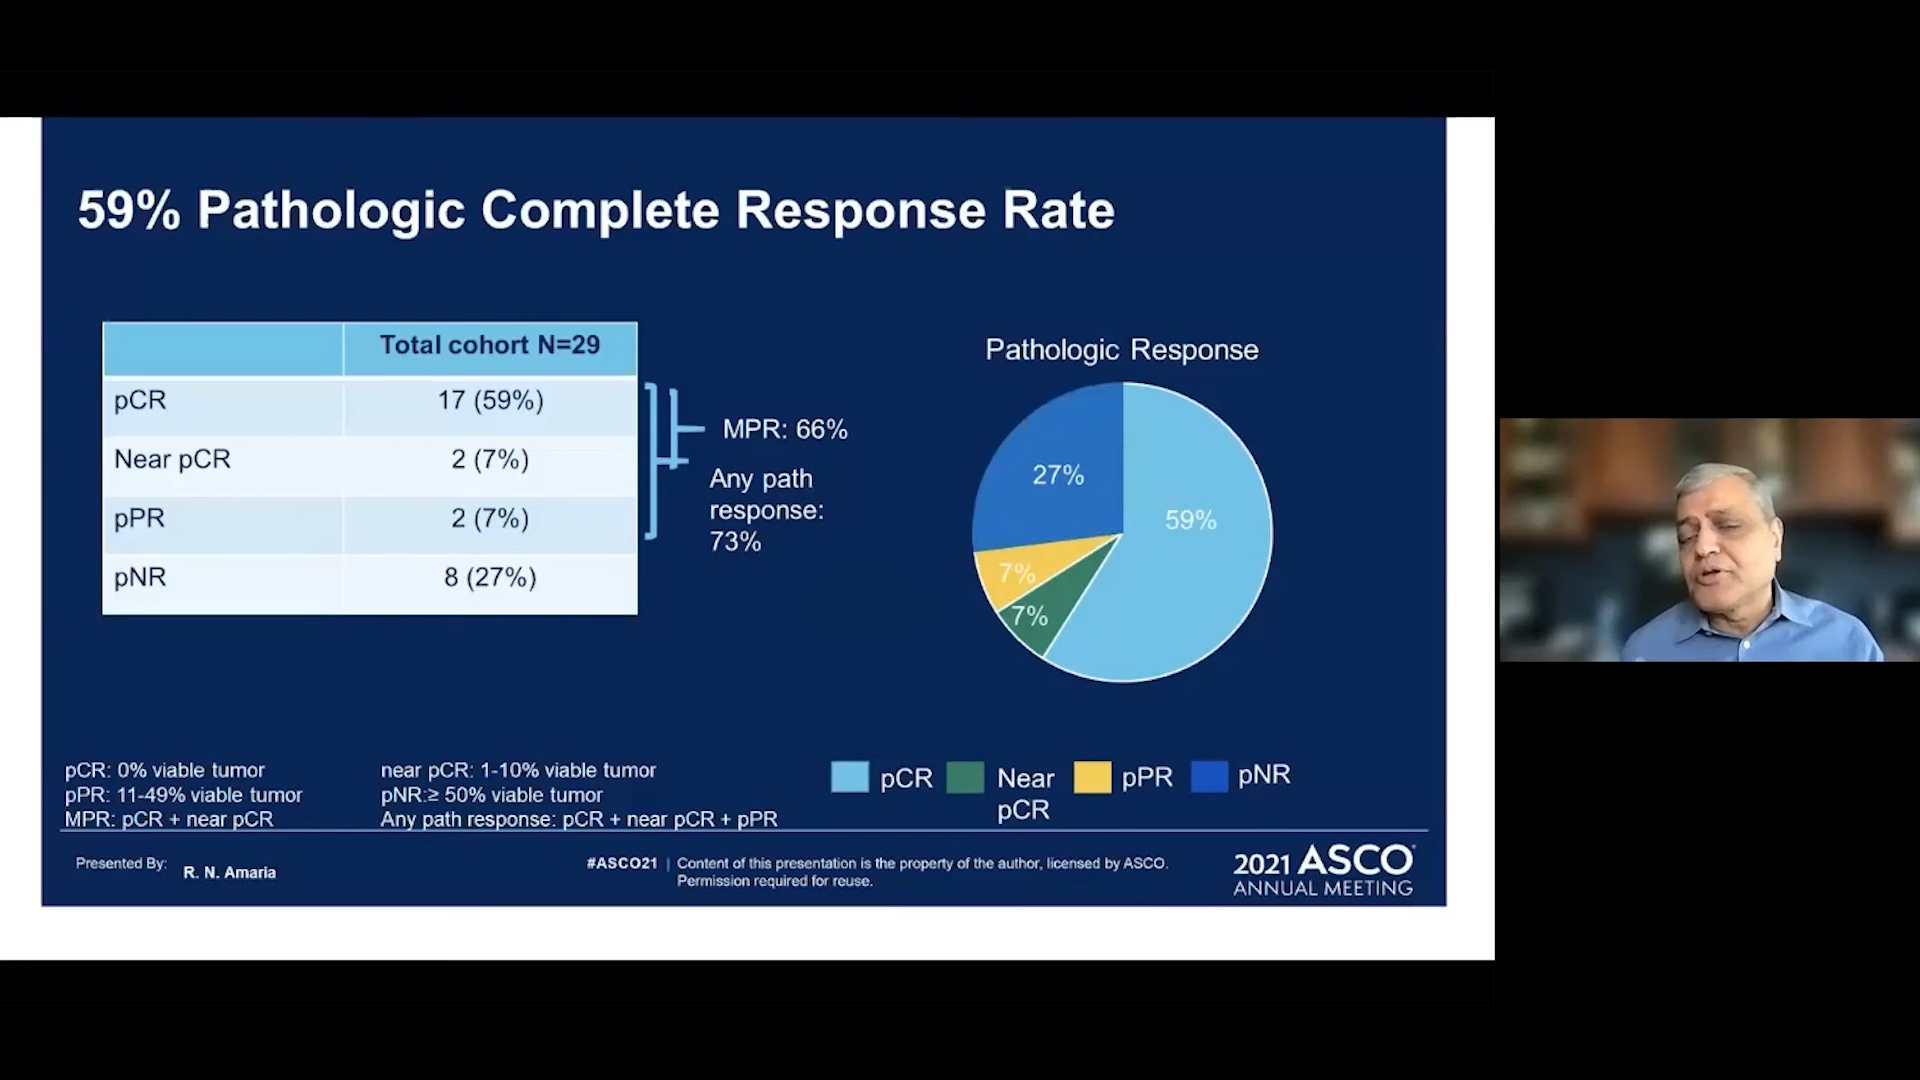 59% Pathologic Complete Response Rate
Total cohort N=29
pCR 17 (59%)
Near pCR 2 (7%)
pPR 2 (7%)
pNR 8 (27%)
MPR: 66%
Any path
response:
73%
Pathologic Response
27%
59%
7%
7%
pCR
Near
pCR
pPR
pNR
pCR: 0% viable tumor
near pCR: 1-10% viable tumor
pPR: 11-49% viable tumor
pNR:≥ 50% viable tumor
MPR: pCR + near pCR
Any path response: pCR + near pCR + pPR
Presented By: R. N. Amaria
#ASCO21 | Content of this presentation is the property of the author, licensed by ASCO.
Permission required for reuse.
2021 ASCO
ANNUAL MEETING